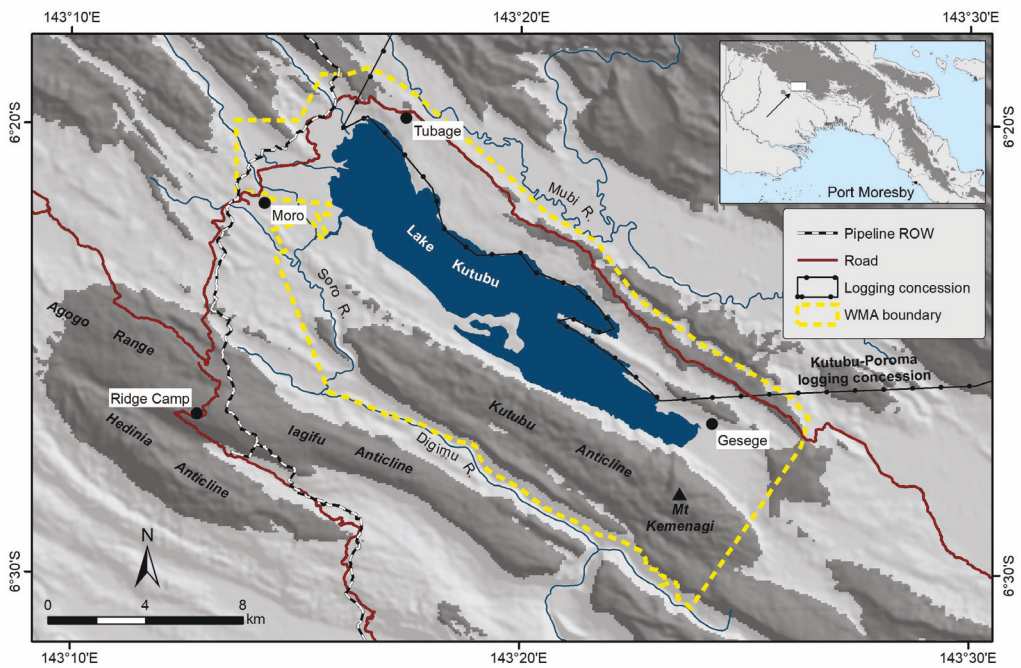 143°10'E
143°20'E
143°30'E
6°20'S
6°20'S
Tubage
Port Moresby
Mubi R.
Moro
Lake
Kutubu
Soro R.
Pipeline ROW
Road
Logging concession
WMA boundary
Agogo
Range
Kutubu-Poroma
logging concession
Ridge Camp
Hedinia
Anticline
Iagifu
Anticline
Kutubu
Anticline
Digimu R.
Gesege
Mt
Kemenagi
N
6°30'S
6°30'S
0 4 8
km
143°10'E
143°20'E
143°30'E